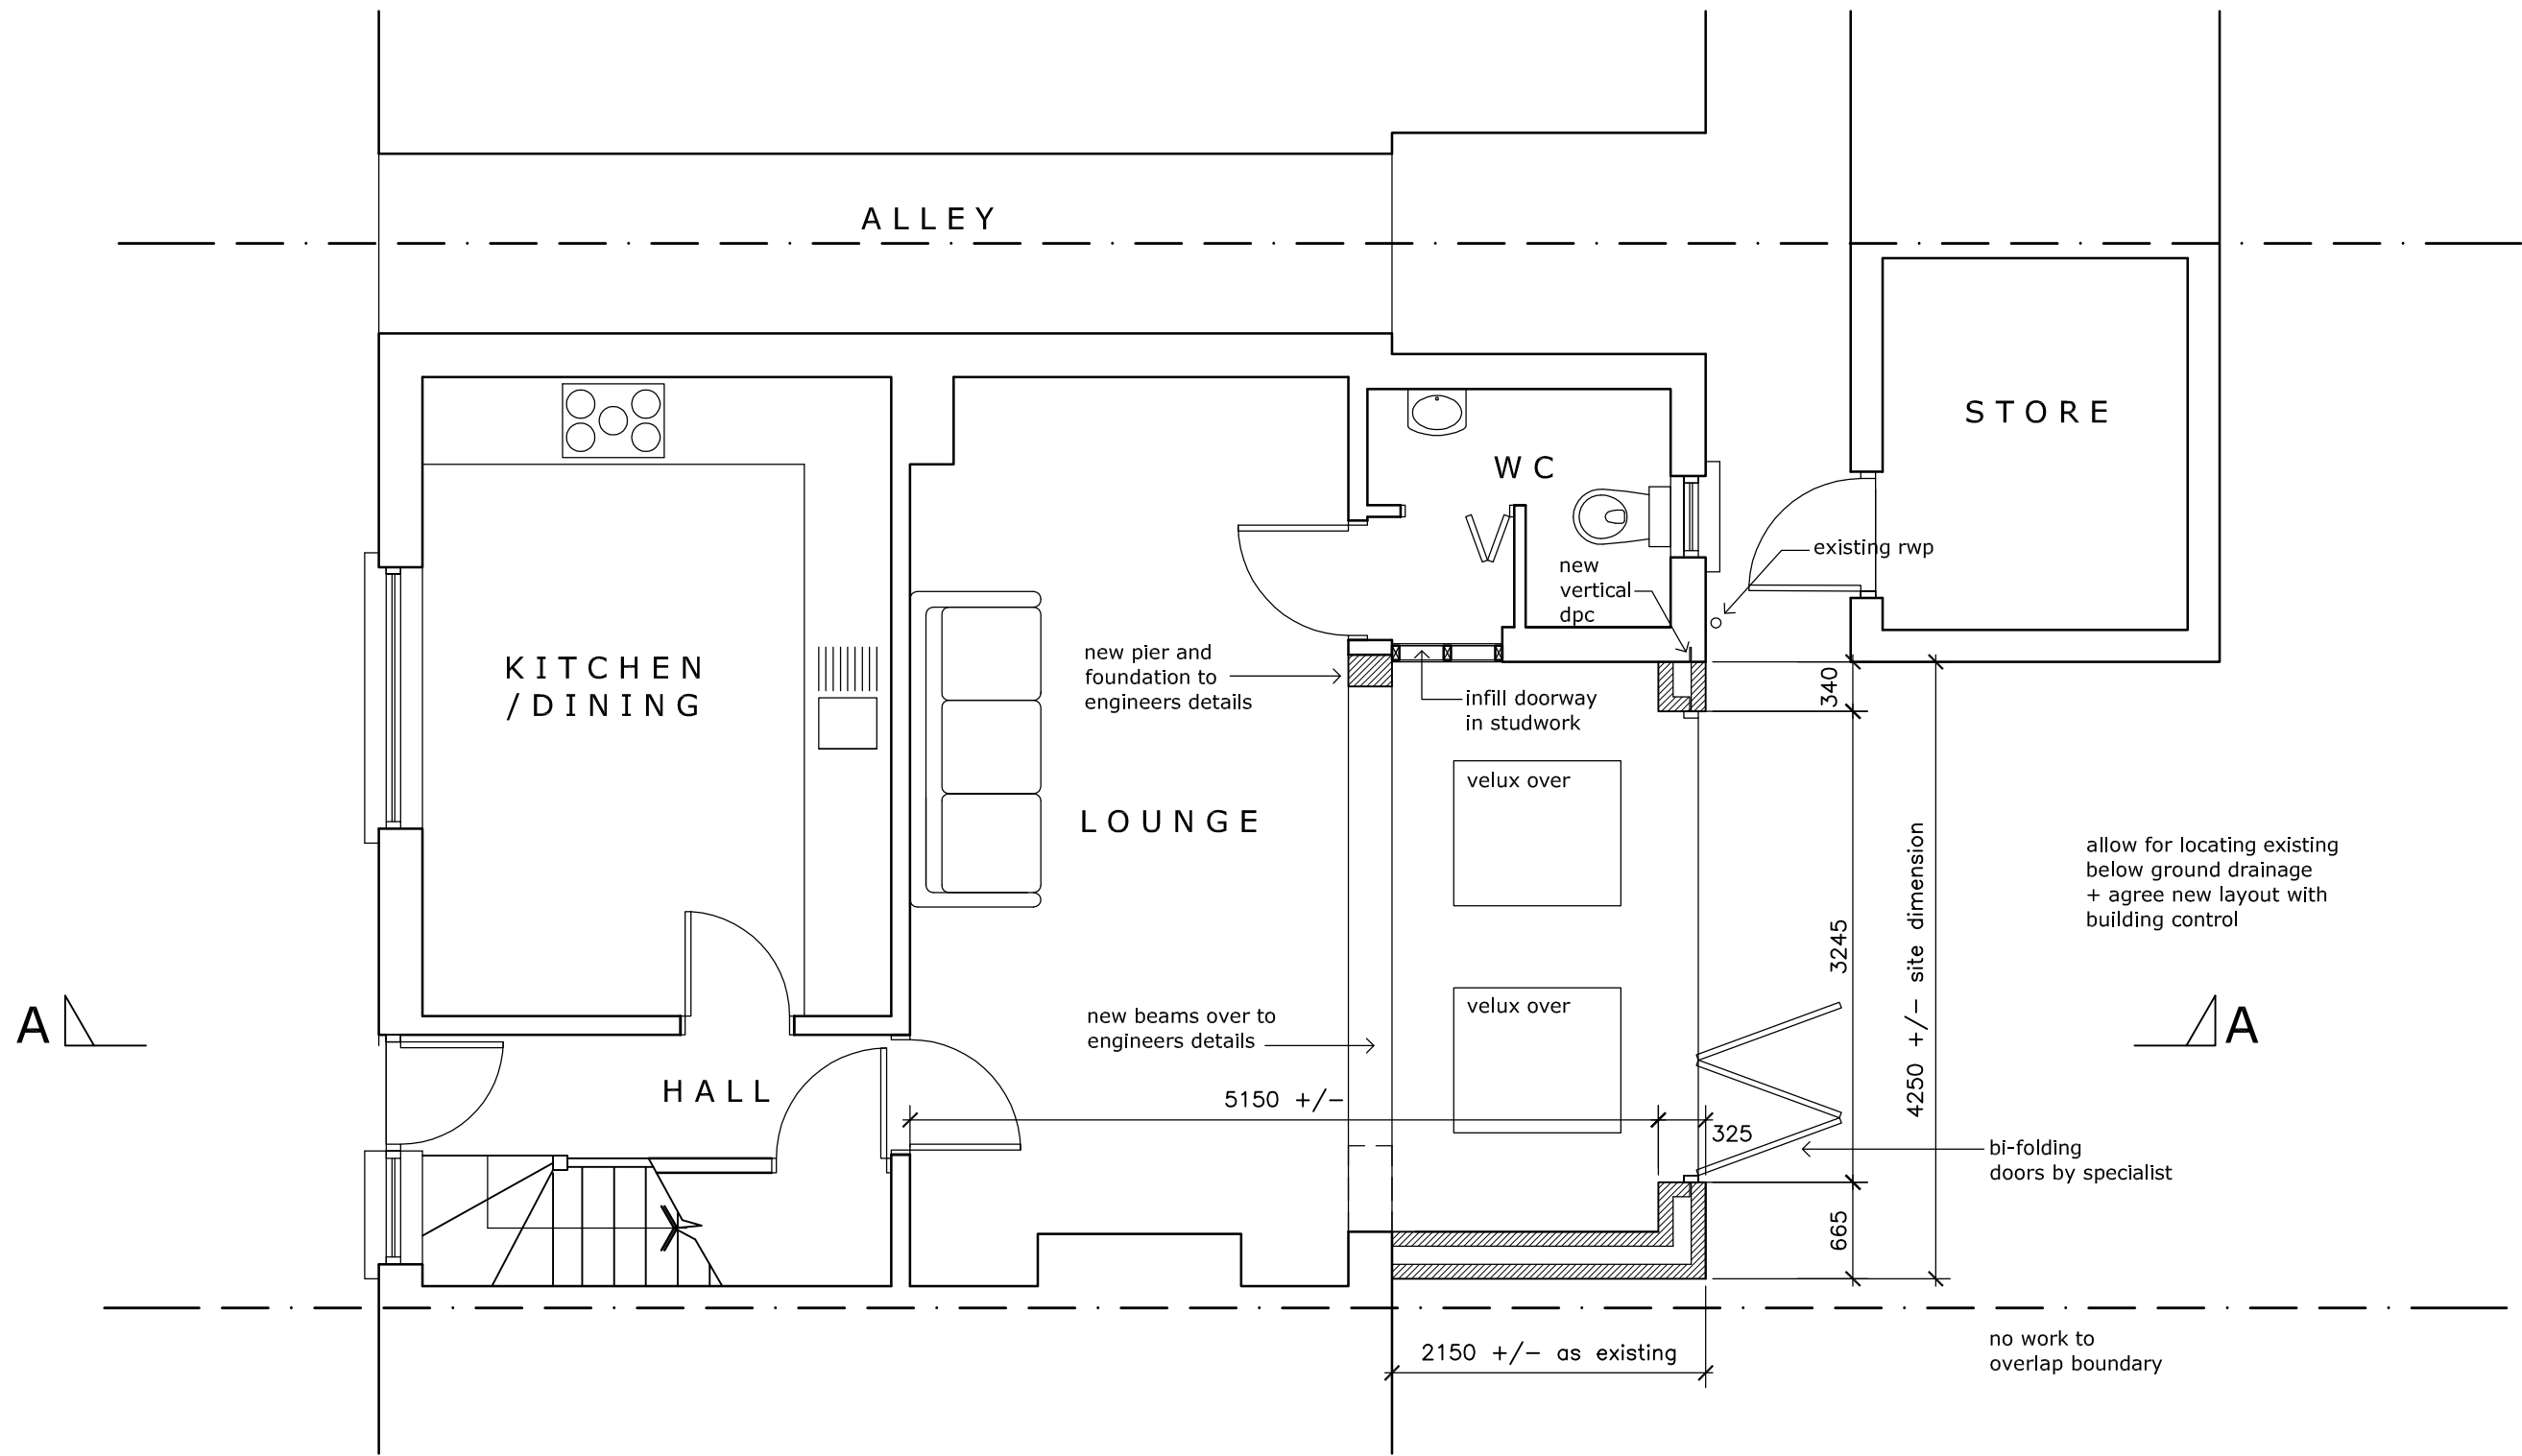 ALLEY
STORE
WC
existing rwp
new
vertical
dpc
KITCHEN
/DINING
new pier and
foundation to
engineers details
infill doorway
in studwork
340
velux over
LOUNGE
allow for locating existing
below ground drainage
+ agree new layout with
building control
3245
4250 +/- site dimension
A
new beams over to
engineers details
velux over
A
HALL
5150 +/-
325
bi-folding
doors by specialist
665
no work to
overlap boundary
2150 +/- as existing